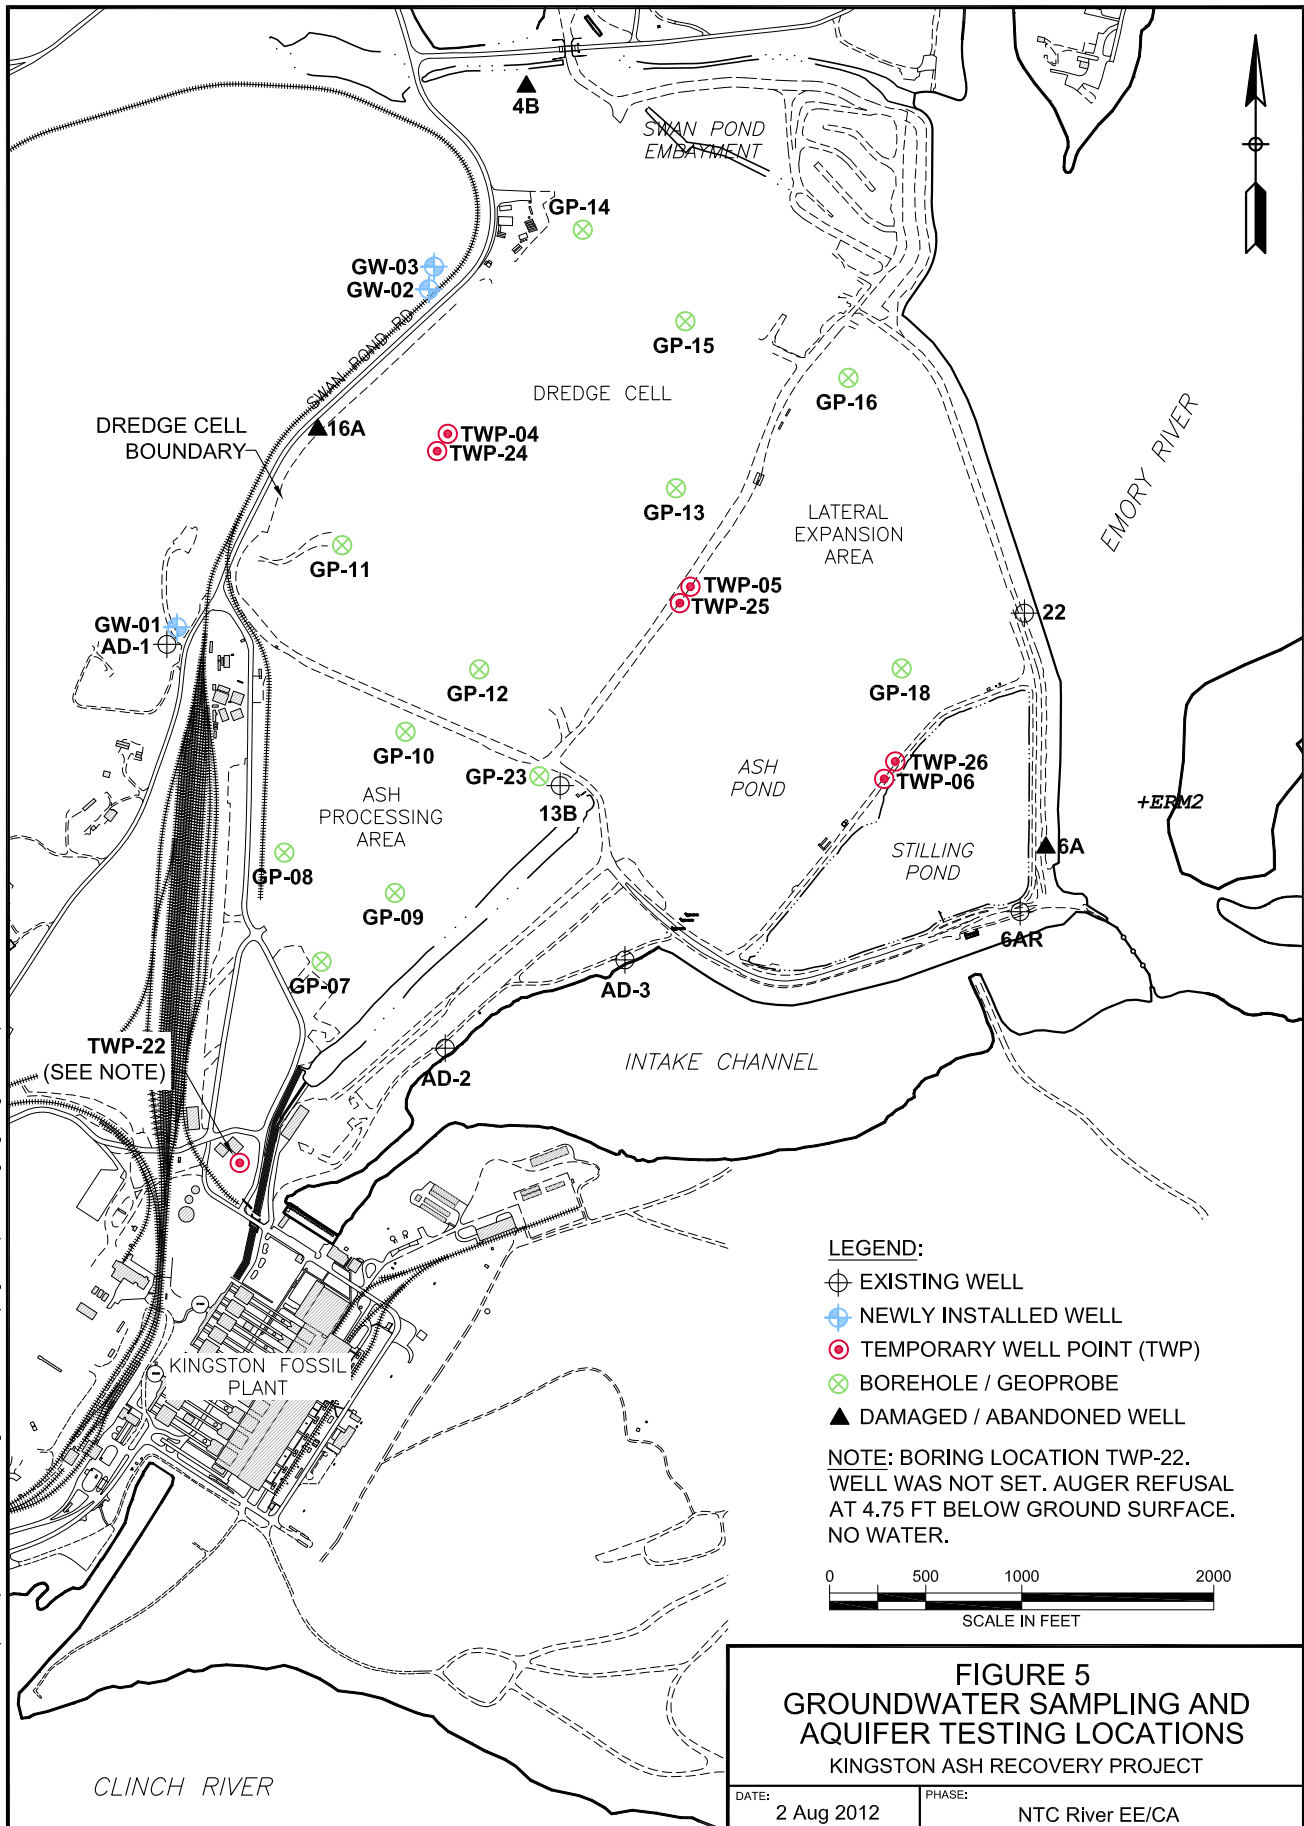 4B
SWAN POND
EMBAYMENT
GP-14
GW-03
GW-02
SWAN POND RD
GP-15
GP-16
DREDGE CELL
DREDGE CELL
BOUNDARY
16A
TWP-04
TWP-24
EMORY RIVER
GP-13
LATERAL
EXPANSION
AREA
GP-11
TWP-05
TWP-25
22
GW-01
AD-1
GP-12
GP-18
GP-10
GP-23
13B
ASH
POND
TWP-26
TWP-06
ASH
PROCESSING
AREA
+ERM2
STILLING
POND
6A
GP-08
GP-09
6AR
GP-07
AD-3
TWP-22
(SEE NOTE)
AD-2
INTAKE CHANNEL
KINGSTON FOSSIL
PLANT
CLINCH RIVER
LEGEND:
EXISTING WELL
NEWLY INSTALLED WELL
TEMPORARY WELL POINT (TWP)
BOREHOLE / GEOPROBE
DAMAGED / ABANDONED WELL
NOTE: BORING LOCATION TWP-22.
WELL WAS NOT SET. AUGER REFUSAL
AT 4.75 FT BELOW GROUND SURFACE.
NO WATER.
0 500 1000 2000
SCALE IN FEET
FIGURE 5
GROUNDWATER SAMPLING AND
AQUIFER TESTING LOCATIONS
KINGSTON ASH RECOVERY PROJECT
DATE: 2 Aug 2012
PHASE: NTC River EE/CA